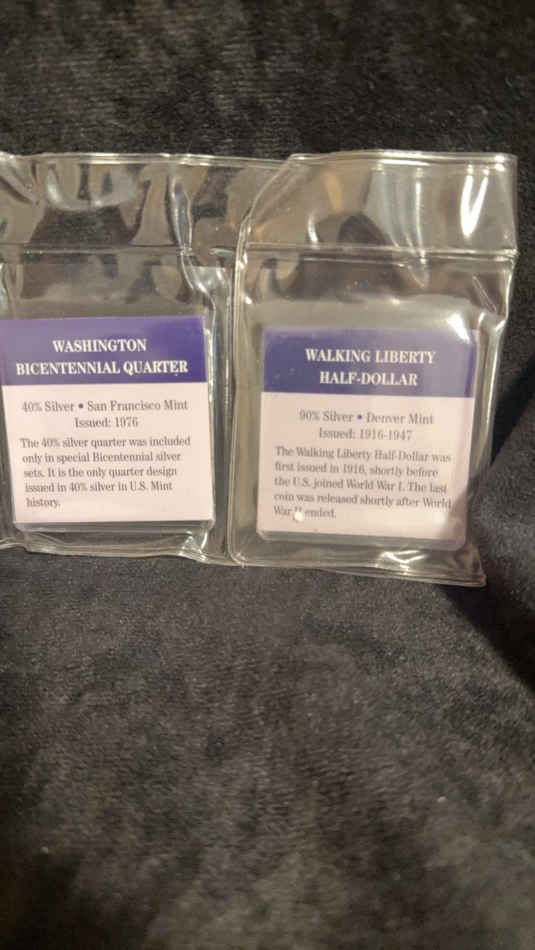 WASHINGTON
BICENTENNIAL QUARTER
40% Silver • San Francisco Mint
Issued: 1976
The 40% silver quarter was included
only in special Bicentennial silver
sets. It is the only quarter design
issued in 40% silver in U.S. Mint
history.
WALKING LIBERTY
HALF-DOLLAR
90% Silver • Denver Mint
Issued: 1916-1947
The Walking Liberty Half-Dollar was
first issued in 1916, shortly before
the U.S. joined World War I. The last
coin was released shortly after World
War II ended.